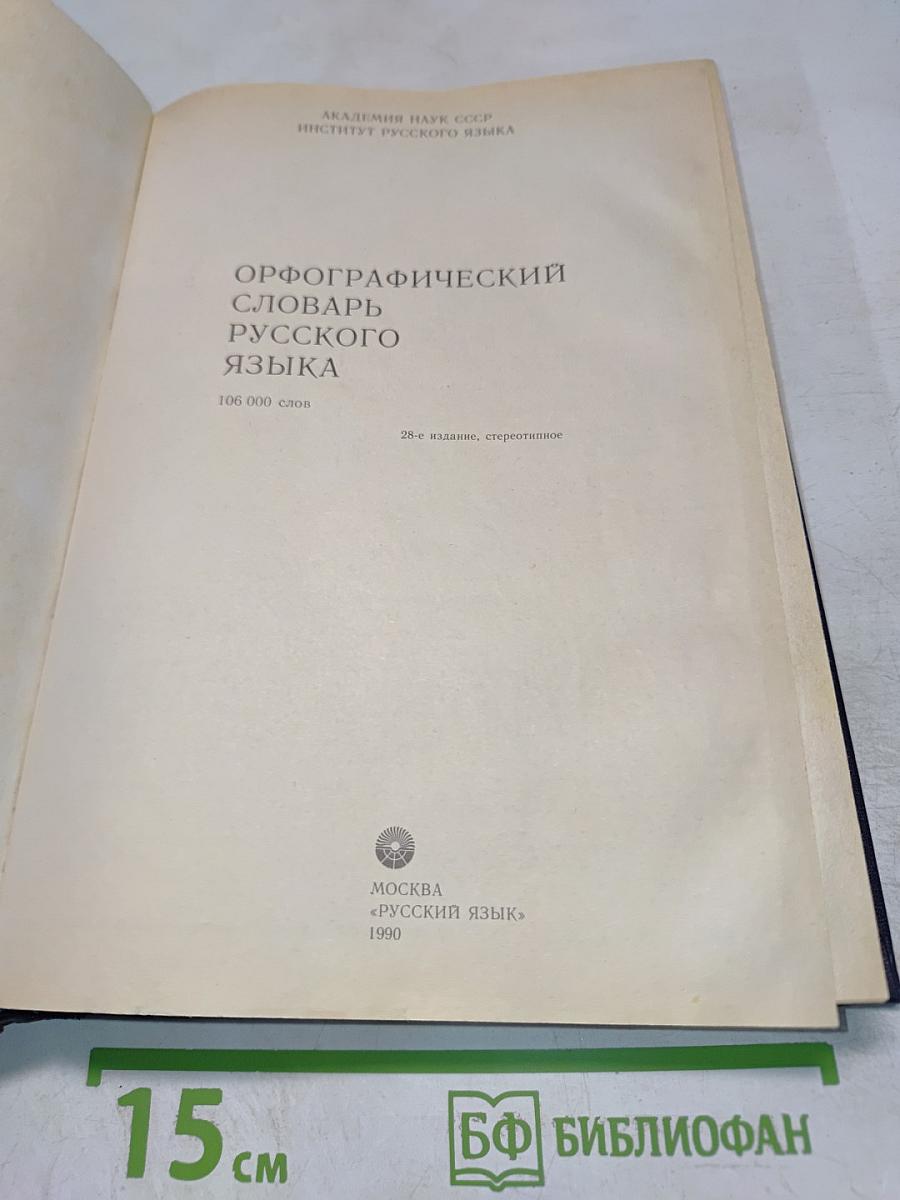 АКАДЕМИЯ НАУК СССР
ИНСТИТУТ РУССКОГО ЯЗЫКА
ОРФОГРАФИЧЕСКИЙ
СЛОВАРЬ
РУССКОГО
ЯЗЫКА
106 000 слов
28-е издание, стереотипное
МОСКВА
«РУССКИЙ ЯЗЫК»
1990
15 см
БФ БИБЛИОФАН